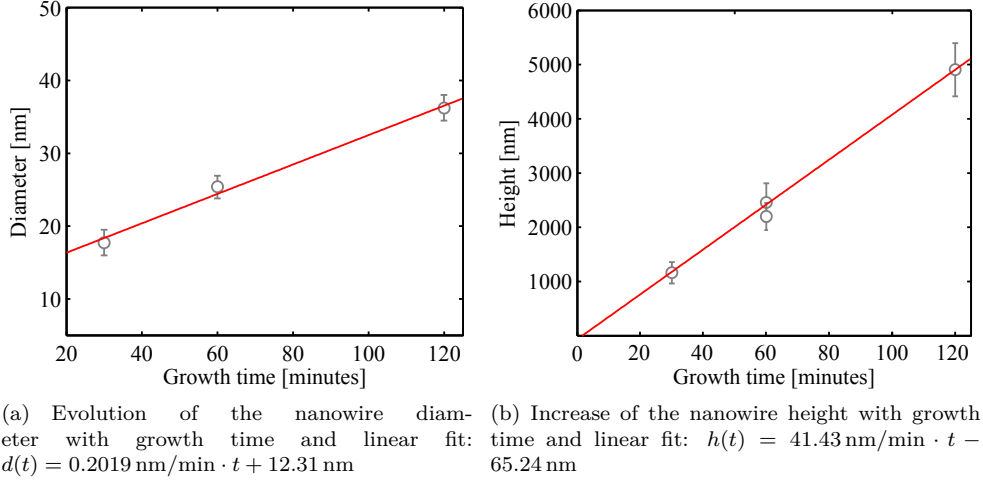 50
40
30
20
10
Diameter [nm]
20 40 60 80 100 120
Growth time [minutes]
6000
5000
4000
3000
2000
1000
Height [nm]
0 20 40 60 80 100 120
Growth time [minutes]
(a) Evolution of the nanowire diam-
eter with growth time and linear fit:
d(t) = 0.2019 nm/min · t + 12.31 nm
(b) Increase of the nanowire height with growth
time and linear fit: h(t) = 41.43 nm/min · t −
65.24 nm